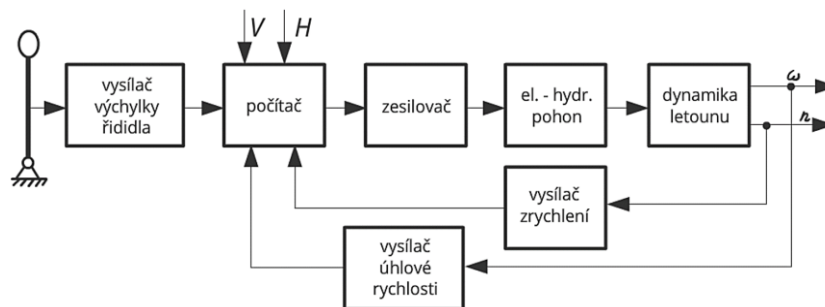 V
H
vysílač
výchylky
řididla
počítač
zesilovač
el. - hydr.
pohon
dynamika
letounu
ω
n
vysílač
zrychlení
vysílač
úhlové
rychlosti